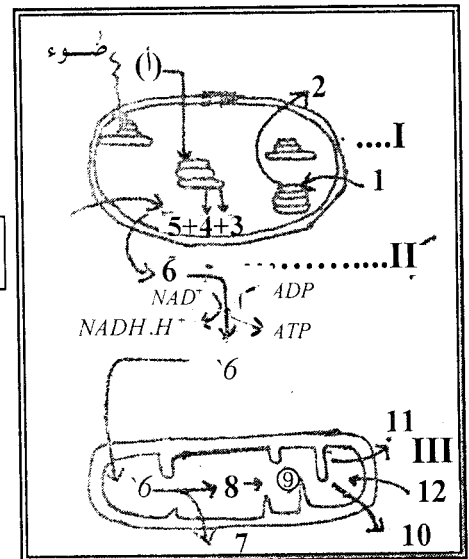 ضوء
(أ)
2
....I
1
5+4+3
6 ..............II
NAD⁺ ADP
NADH.H⁺ ATP
6
11
III
6 8 9 12
10
7